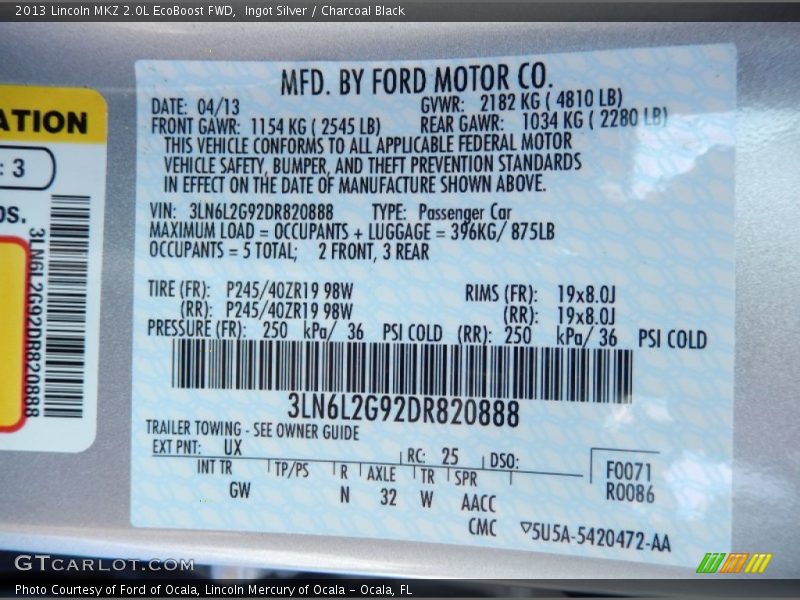 2013 Lincoln MKZ 2.0L EcoBoost FWD,  Ingot Silver / Charcoal Black
ATION
: 3
OS.
3LN6L2G92DR820888
MFD. BY FORD MOTOR CO.
DATE: 04/13 GVWR: 2182 KG ( 4810 LB)
FRONT GAWR: 1154 KG ( 2545 LB) REAR GAWR: 1034 KG ( 2280 LB)
THIS VEHICLE CONFORMS TO ALL APPLICABLE FEDERAL MOTOR
VEHICLE SAFETY, BUMPER, AND THEFT PREVENTION STANDARDS
IN EFFECT ON THE DATE OF MANUFACTURE SHOWN ABOVE.
VIN: 3LN6L2G92DR820888 TYPE: Passenger Car
MAXIMUM LOAD = OCCUPANTS + LUGGAGE = 396KG/ 875LB
OCCUPANTS = 5 TOTAL; 2 FRONT, 3 REAR
TIRE (FR): P245/40ZR19 98W RIMS (FR): 19x8.0J
(RR): P245/40ZR19 98W (RR): 19x8.0J
PRESSURE (FR): 250 kPa/ 36 PSI COLD (RR): 250 kPa/ 36 PSI COLD
3LN6L2G92DR820888
TRAILER TOWING - SEE OWNER GUIDE
EXT PNT: UX RC: 25 DSO: F0071
INT TR TP/PS R AXLE TR SPR R0086
GW N 32 W AACC
CMC ▽5U5A-5420472-AA
GTCARLOT.COM
Photo Courtesy of Ford of Ocala, Lincoln Mercury of Ocala – Ocala, FL